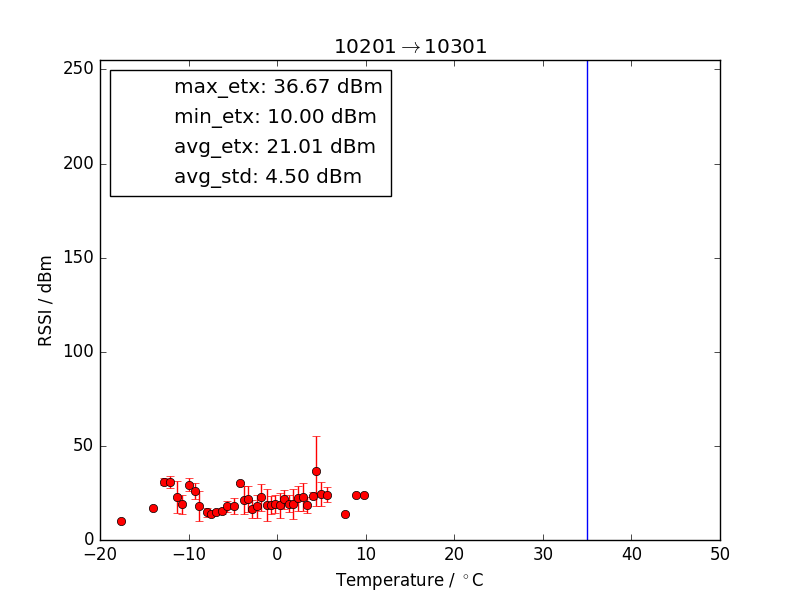 10201→10301
max_etx: 36.67 dBm
min_etx: 10.00 dBm
avg_etx: 21.01 dBm
avg_std: 4.50 dBm
RSSI / dBm
250
200
150
100
50
0
−20 −10 0 10 20 30 40 50
Temperature / °C